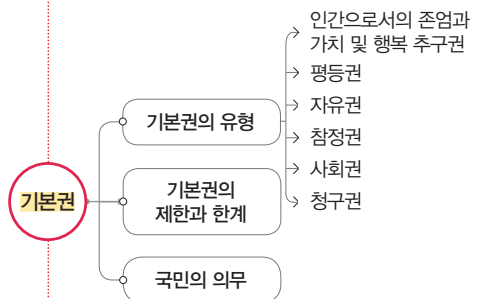 인간으로서의 존엄과
가치 및 행복 추구권
평등권
자유권
기본권의 유형
참정권
사회권
청구권
기본권
기본권의
제한과 한계
국민의 의무